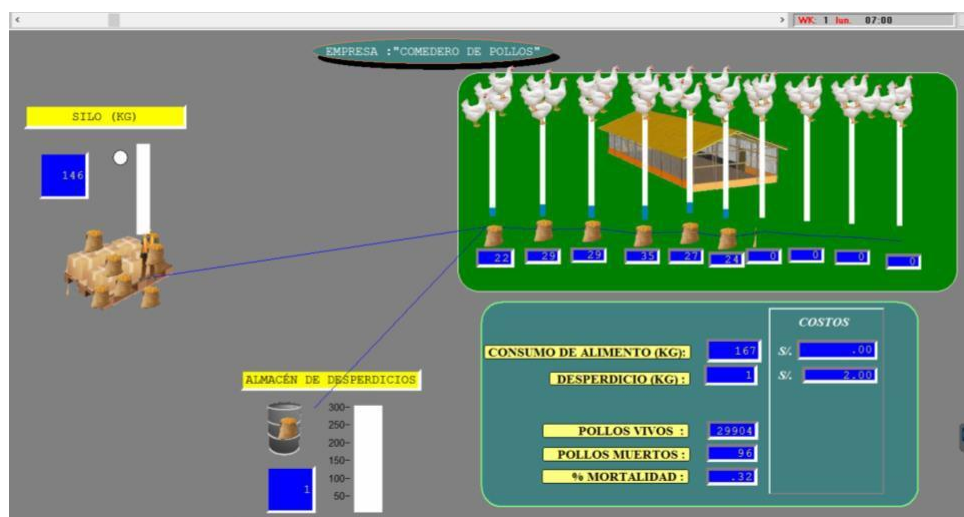 WK: 1 lun. 07:00
EMPRESA :"COMEDERO DE POLLOS"
SILO (KG)
146
22 29 29 35 27 24 0 0 0 0
COSTOS
CONSUMO DE ALIMENTO (KG): 167 S/. .00
DESPERDICIO (KG) : 1 S/. 2.00
ALMACÉN DE DESPERDICIOS
300-
250-
200-
150-
100-
50-
1
POLLOS VIVOS : 29904
POLLOS MUERTOS : 96
% MORTALIDAD : .32